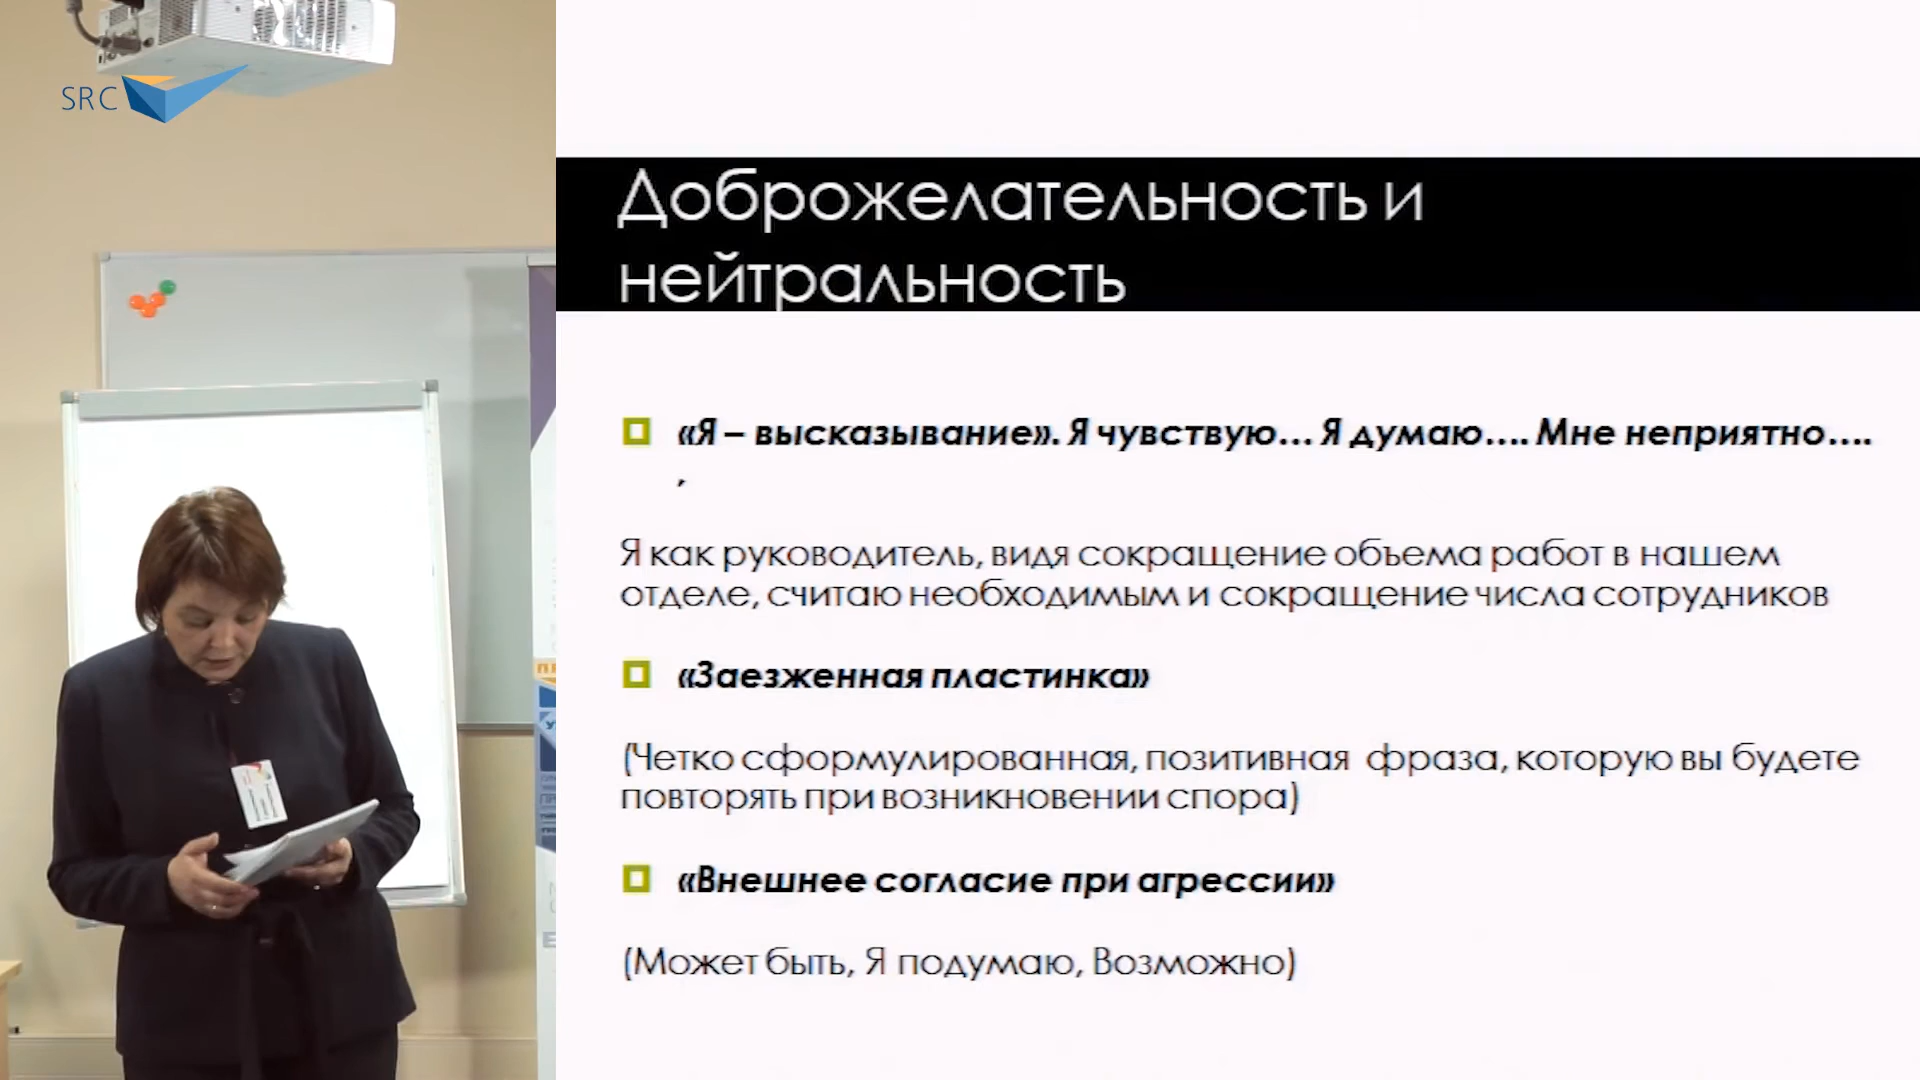 SRC
Доброжелательность и
нейтральность
«Я – высказывание». Я чувствую... Я думаю.... Мне неприятно....
,
Я как руководитель, видя сокращение объема работ в нашем
отделе, считаю необходимым и сокращение числа сотрудников
«Заезженная пластинка»
(Четко сформулированная, позитивная фраза, которую вы будете
повторять при возникновении спора)
«Внешнее согласие при агрессии»
(Может быть, Я подумаю, Возможно)